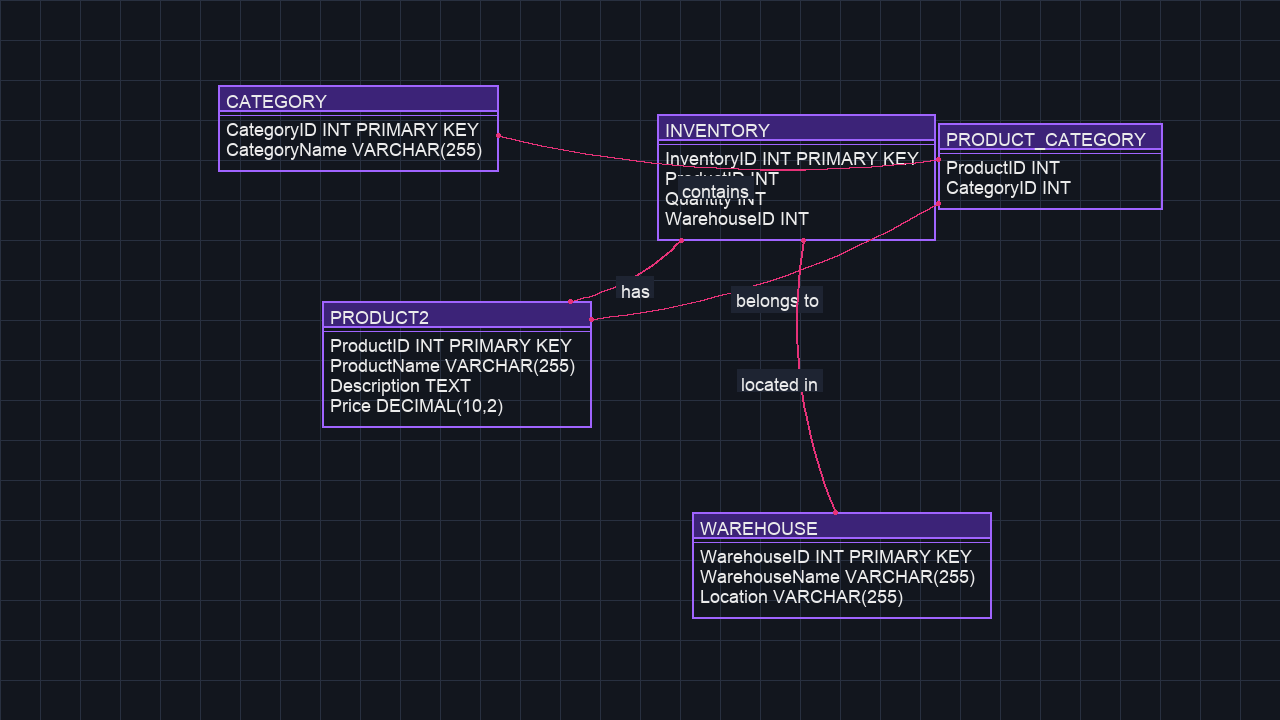 CATEGORY
CategoryID INT PRIMARY KEY
CategoryName VARCHAR(255)
INVENTORY
InventoryID INT PRIMARY KEY
ProductID INT
Quantity INT
WarehouseID INT
contains
PRODUCT_CATEGORY
ProductID INT
CategoryID INT
has
belongs to
PRODUCT2
ProductID INT PRIMARY KEY
ProductName VARCHAR(255)
Description TEXT
Price DECIMAL(10,2)
located in
WAREHOUSE
WarehouseID INT PRIMARY KEY
WarehouseName VARCHAR(255)
Location VARCHAR(255)